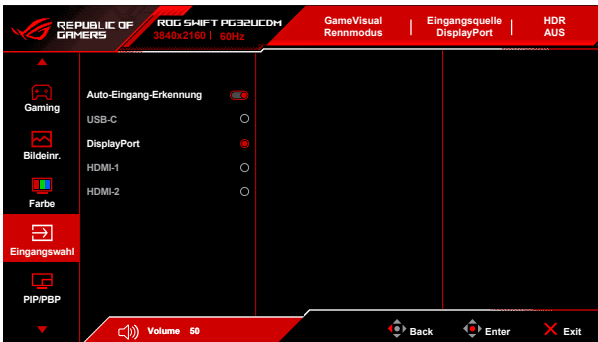 REPUBLIC OF
GAMERS
ROG SWIFT PG32UCDM
3840x2160 | 60Hz
GameVisual
Rennmodus
Eingangsquelle
DisplayPort
HDR
AUS
Gaming
Bildeinr.
Farbe
Eingangswahl
PIP/PBP
Auto-Eingang-Erkennung
USB-C
DisplayPort
HDMI-1
HDMI-2
Volume 50
Back
Enter
Exit